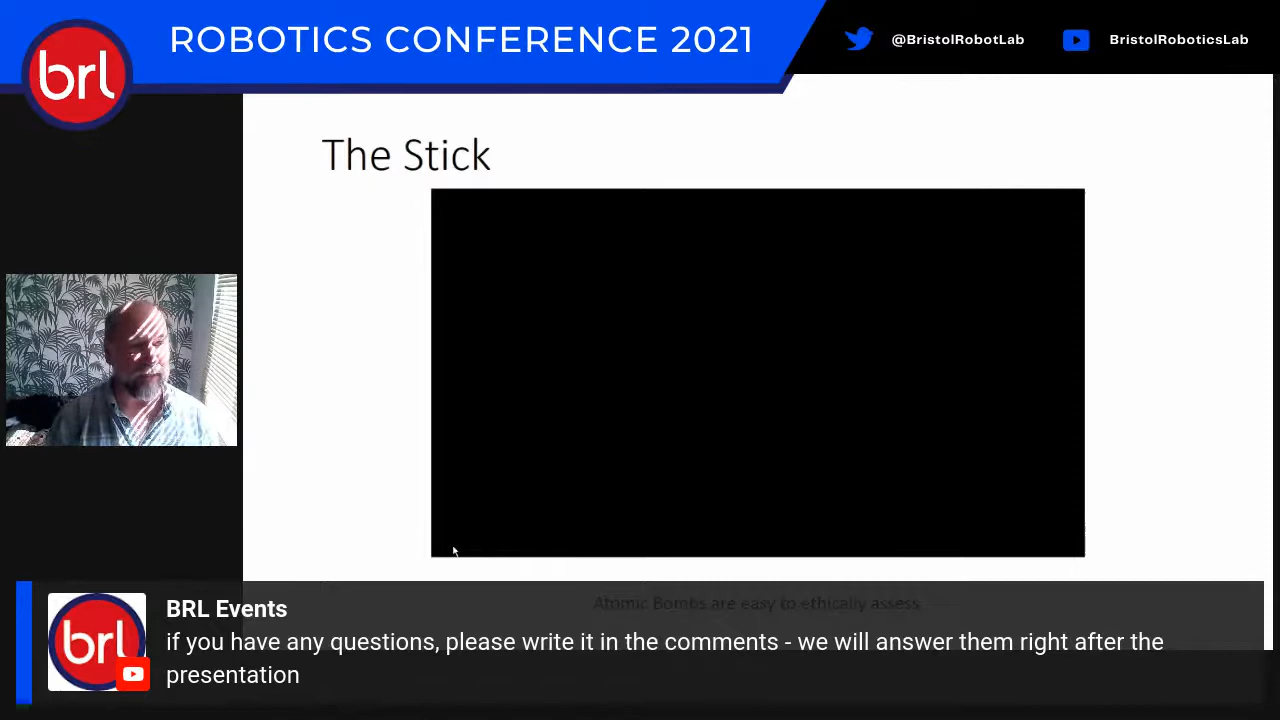 ROBOTICS CONFERENCE 2021
@BristolRobotLab
BristolRoboticsLab
brl
The Stick
Atomic Bombs are easy to ethically assess
brl
BRL Events
if you have any questions, please write it in the comments - we will answer them right after the
presentation